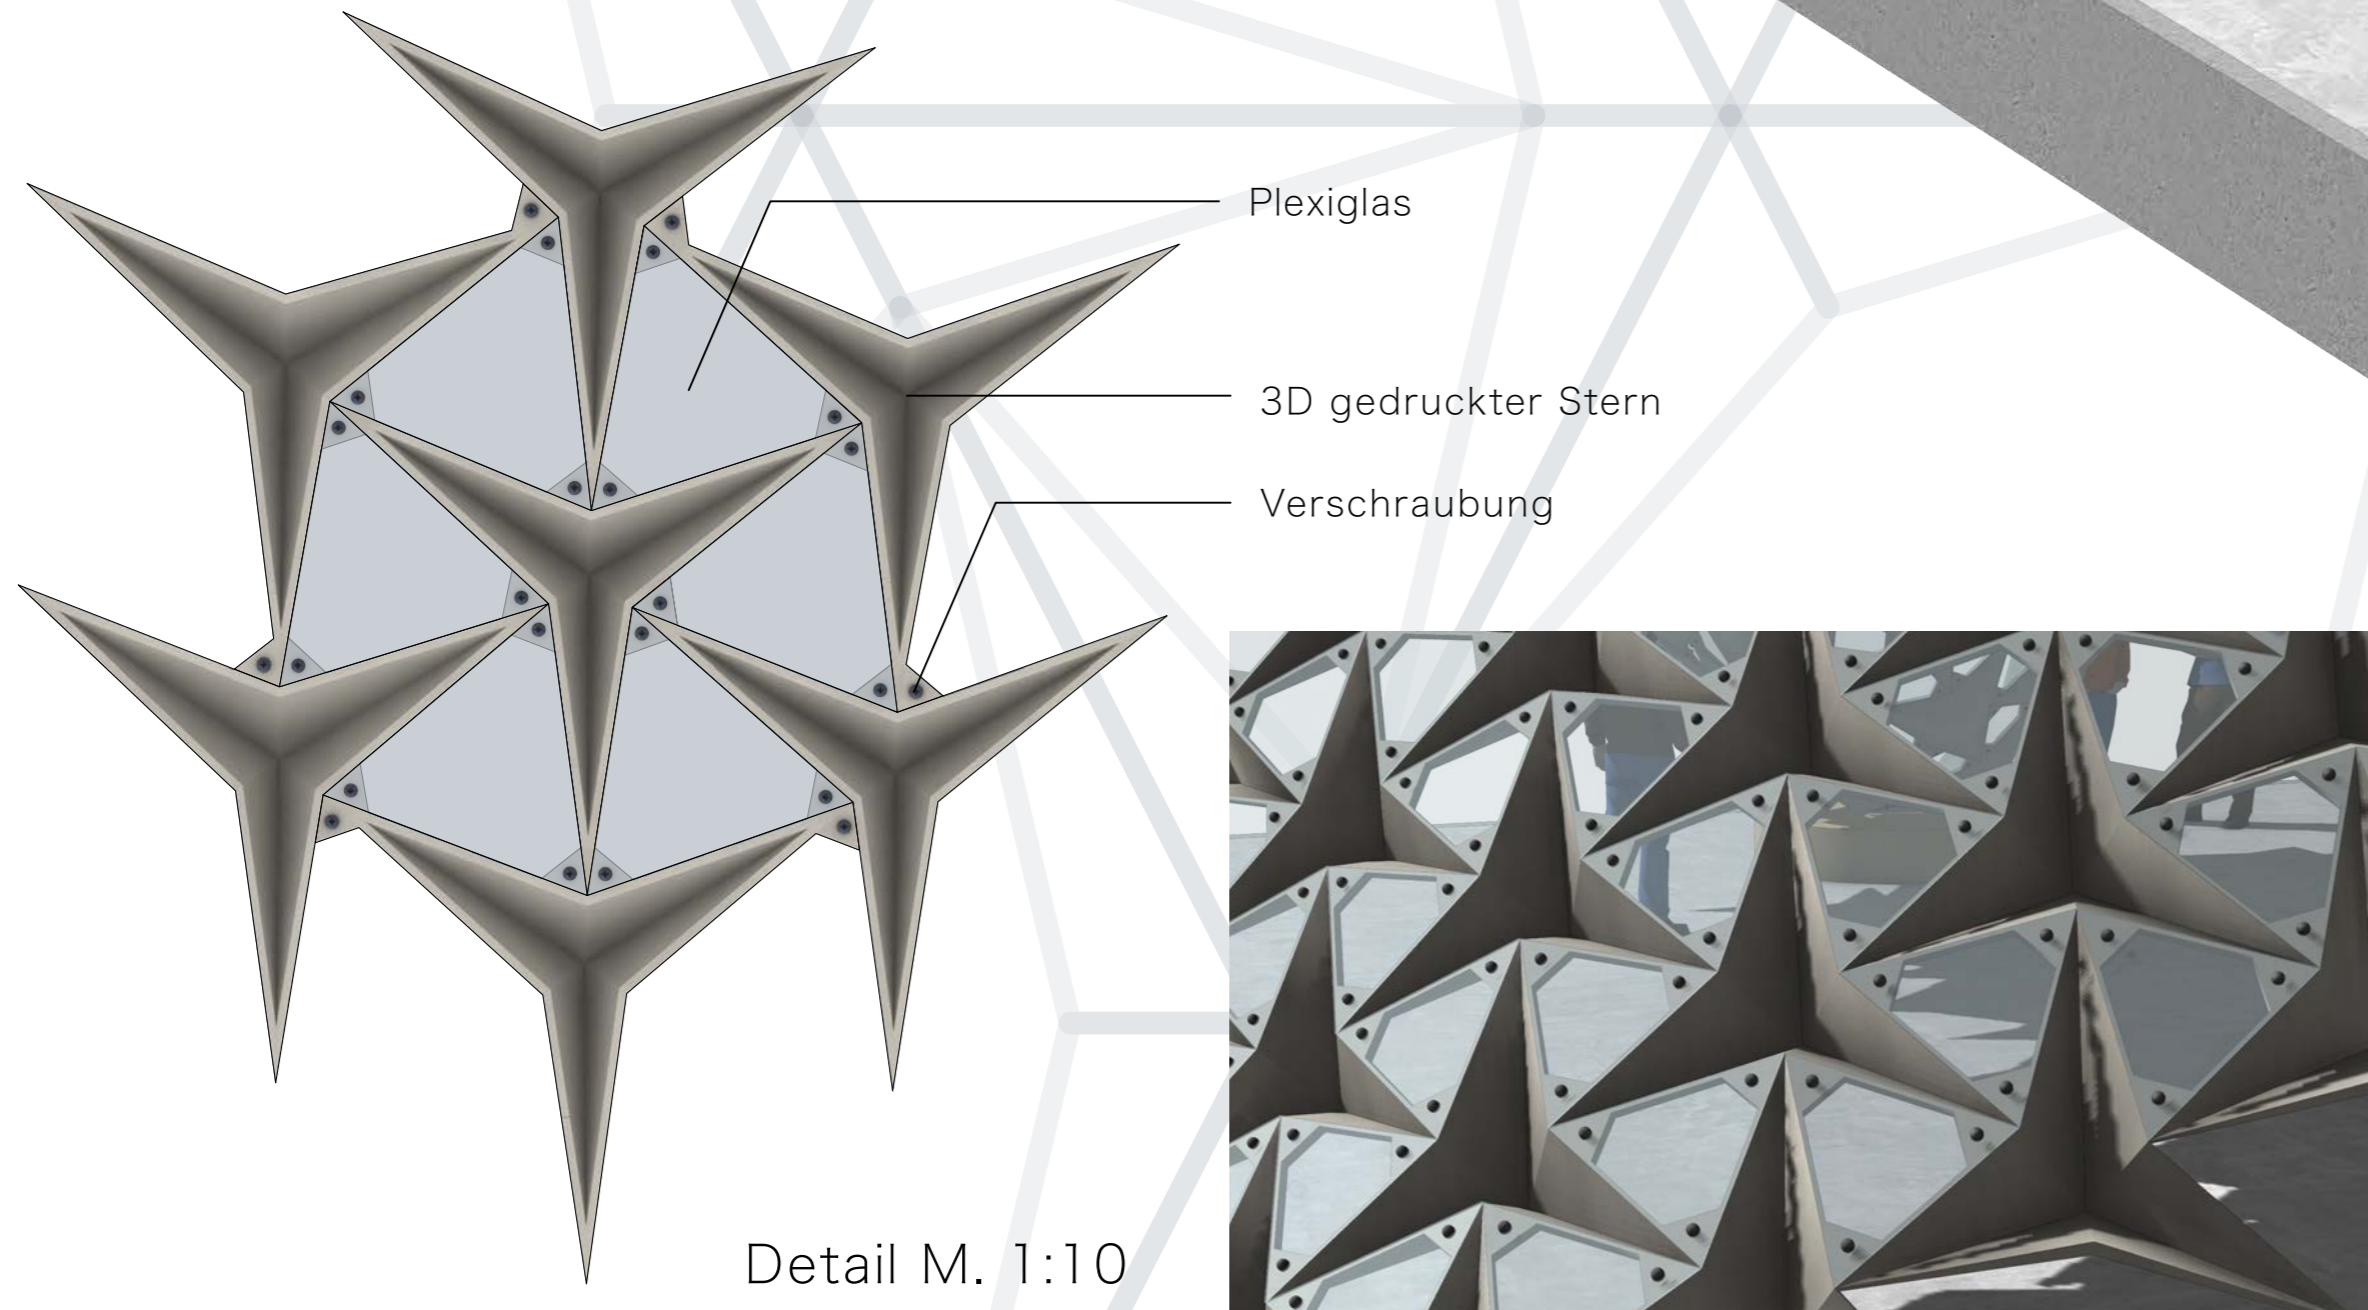 Plexiglas
3D gedruckter Stern
Verschraubung
Detail M. 1:10